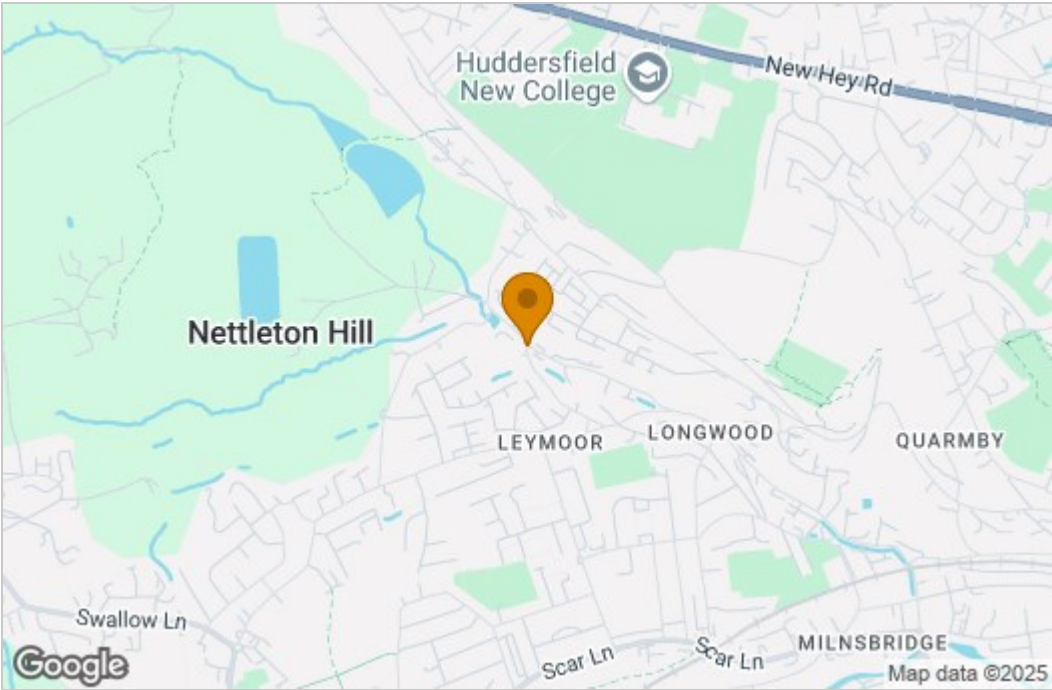 Huddersfield
New College
New Hey Rd
Nettleton Hill
LEYMOOR
LONGWOOD
QUARMBY
Swallow Ln
Scar Ln
Scar Ln
MILNSBRIDGE
Google
Map data ©2025